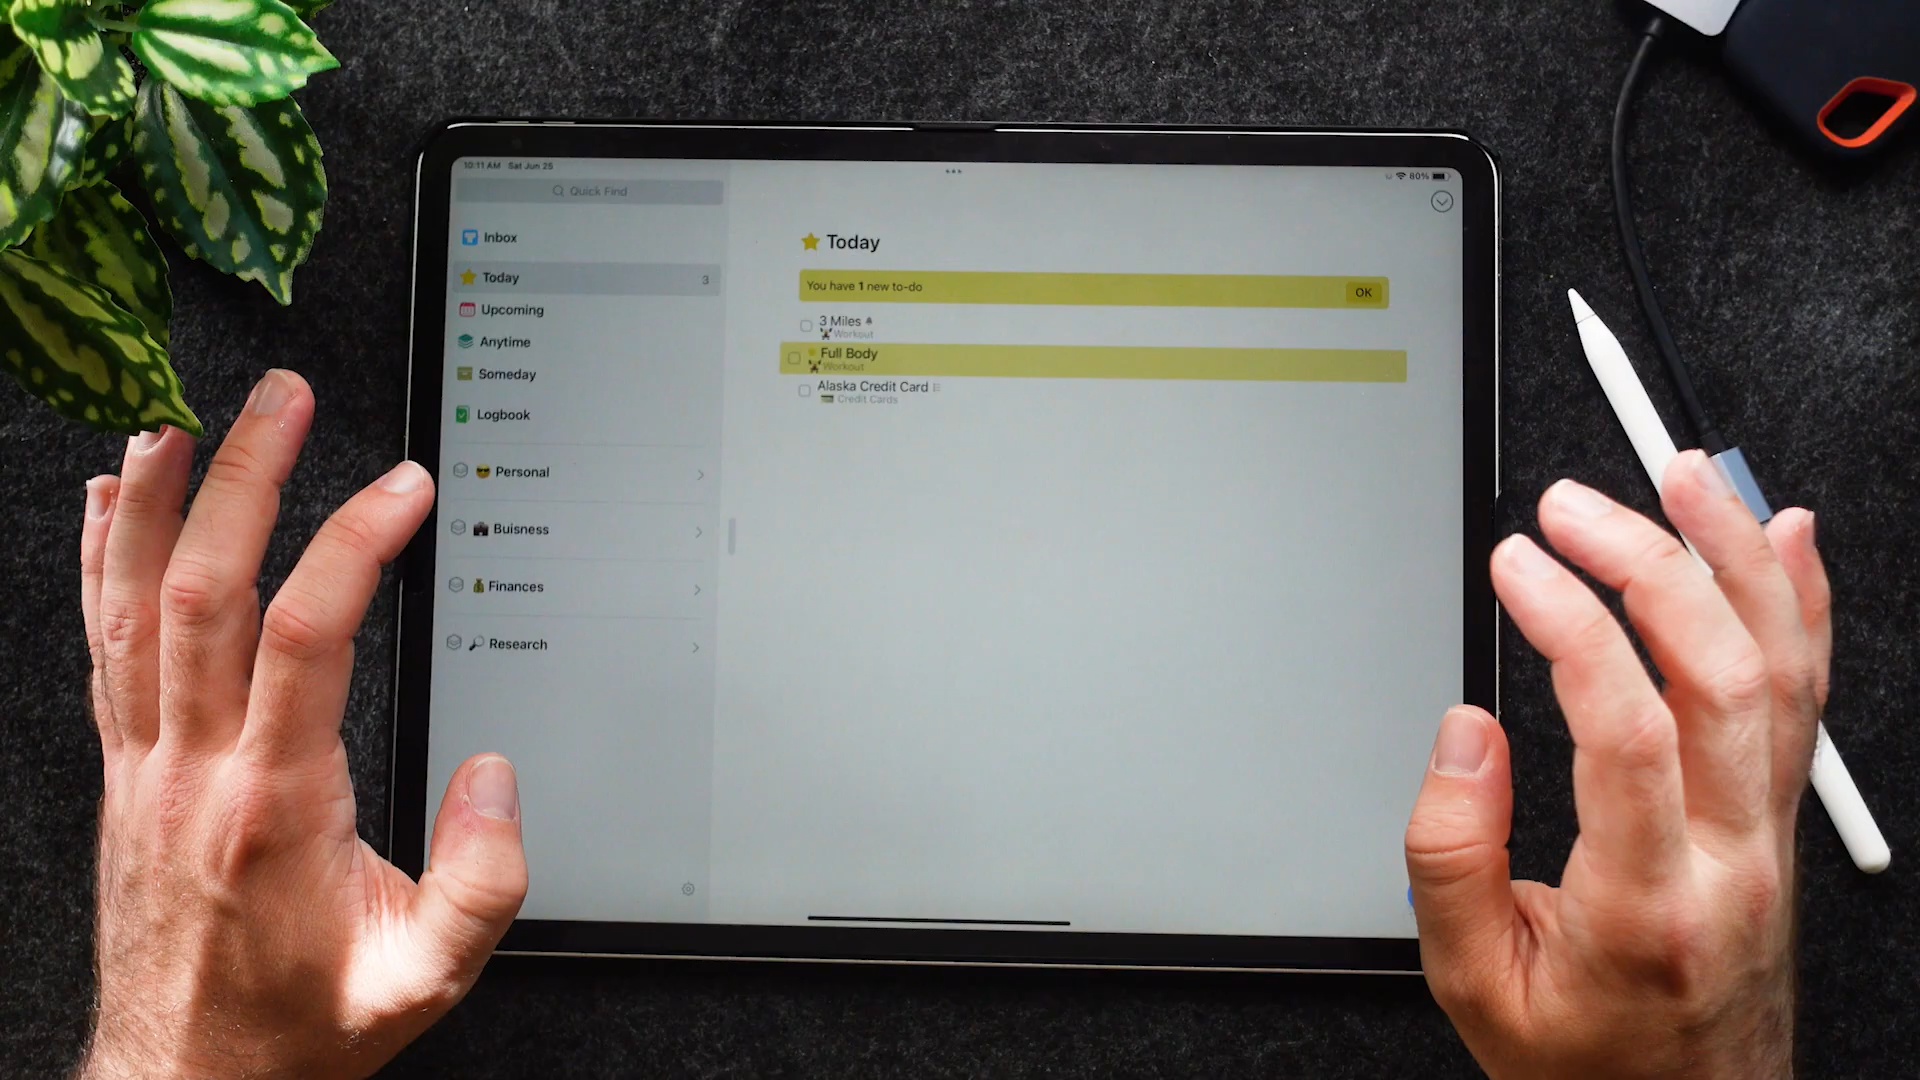 10:11 AM Sat Jun 25
80%
Quick Find
Inbox
Today 3
Upcoming
Anytime
Someday
Logbook
Personal
Buisness
Finances
Research
Today
You have 1 new to-do OK
3 Miles
Workout
Full Body
Workout
Alaska Credit Card
Credit Cards